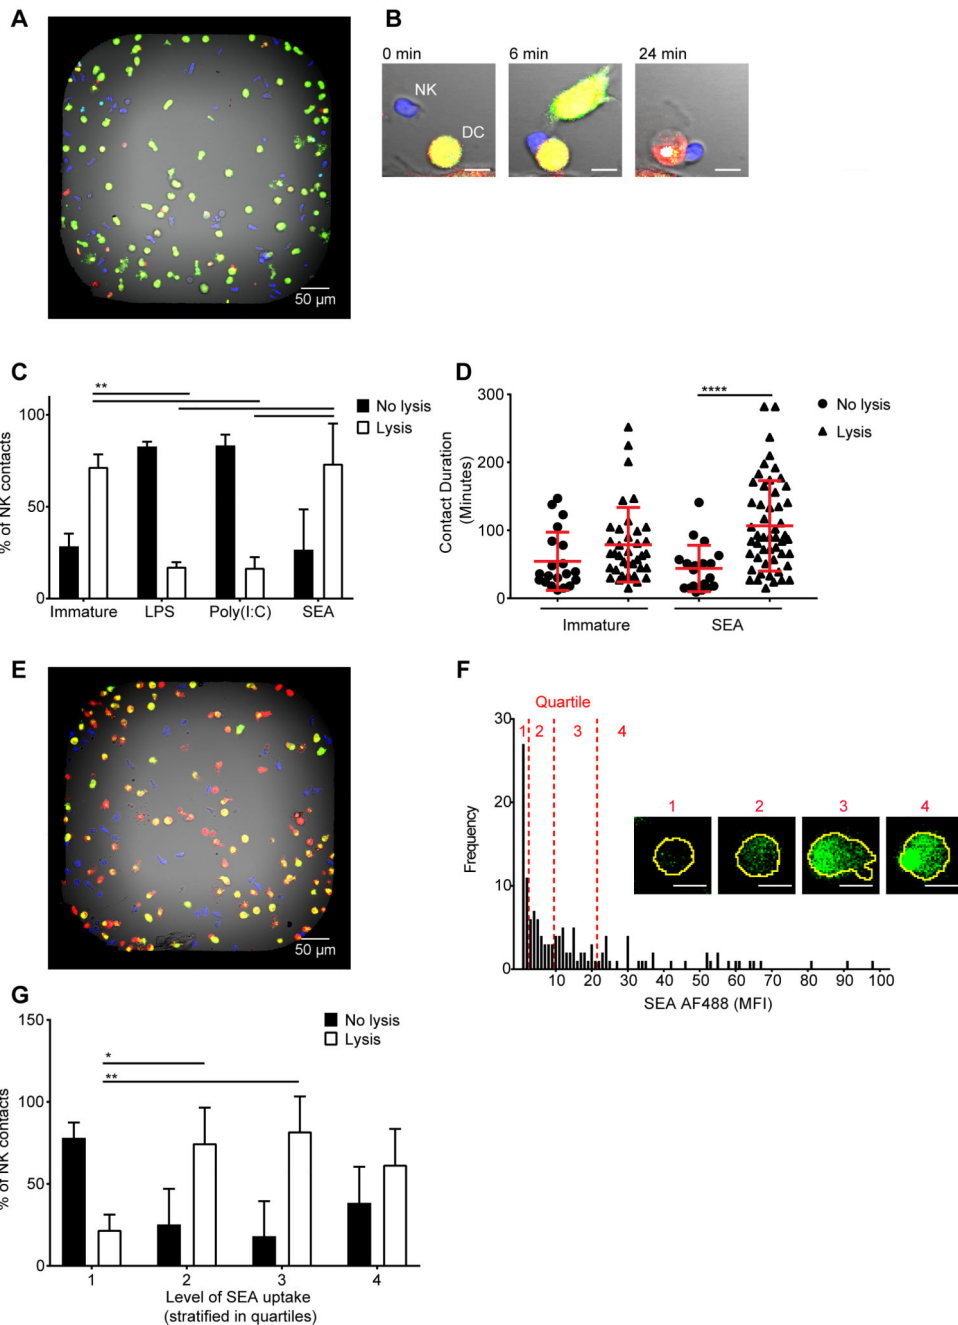 A
50 µm
B
0 min
6 min
24 min
NK
DC
C
**
No lysis
Lysis
% of NK contacts
100
50
0
Immature
LPS
Poly(I:C)
SEA
D
****
No lysis
Lysis
Contact Duration
(Minutes)
300
200
100
0
Immature
SEA
E
50 µm
F
Quartile
1
2
3
4
Frequency
30
20
10
0
0 10 20 30 40 50 60 70 80 90 100
SEA AF488 (MFI)
1
2
3
4
G
No lysis
Lysis
*
**
% of NK contacts
150
100
50
0
1
2
3
4
Level of SEA uptake
(stratified in quartiles)